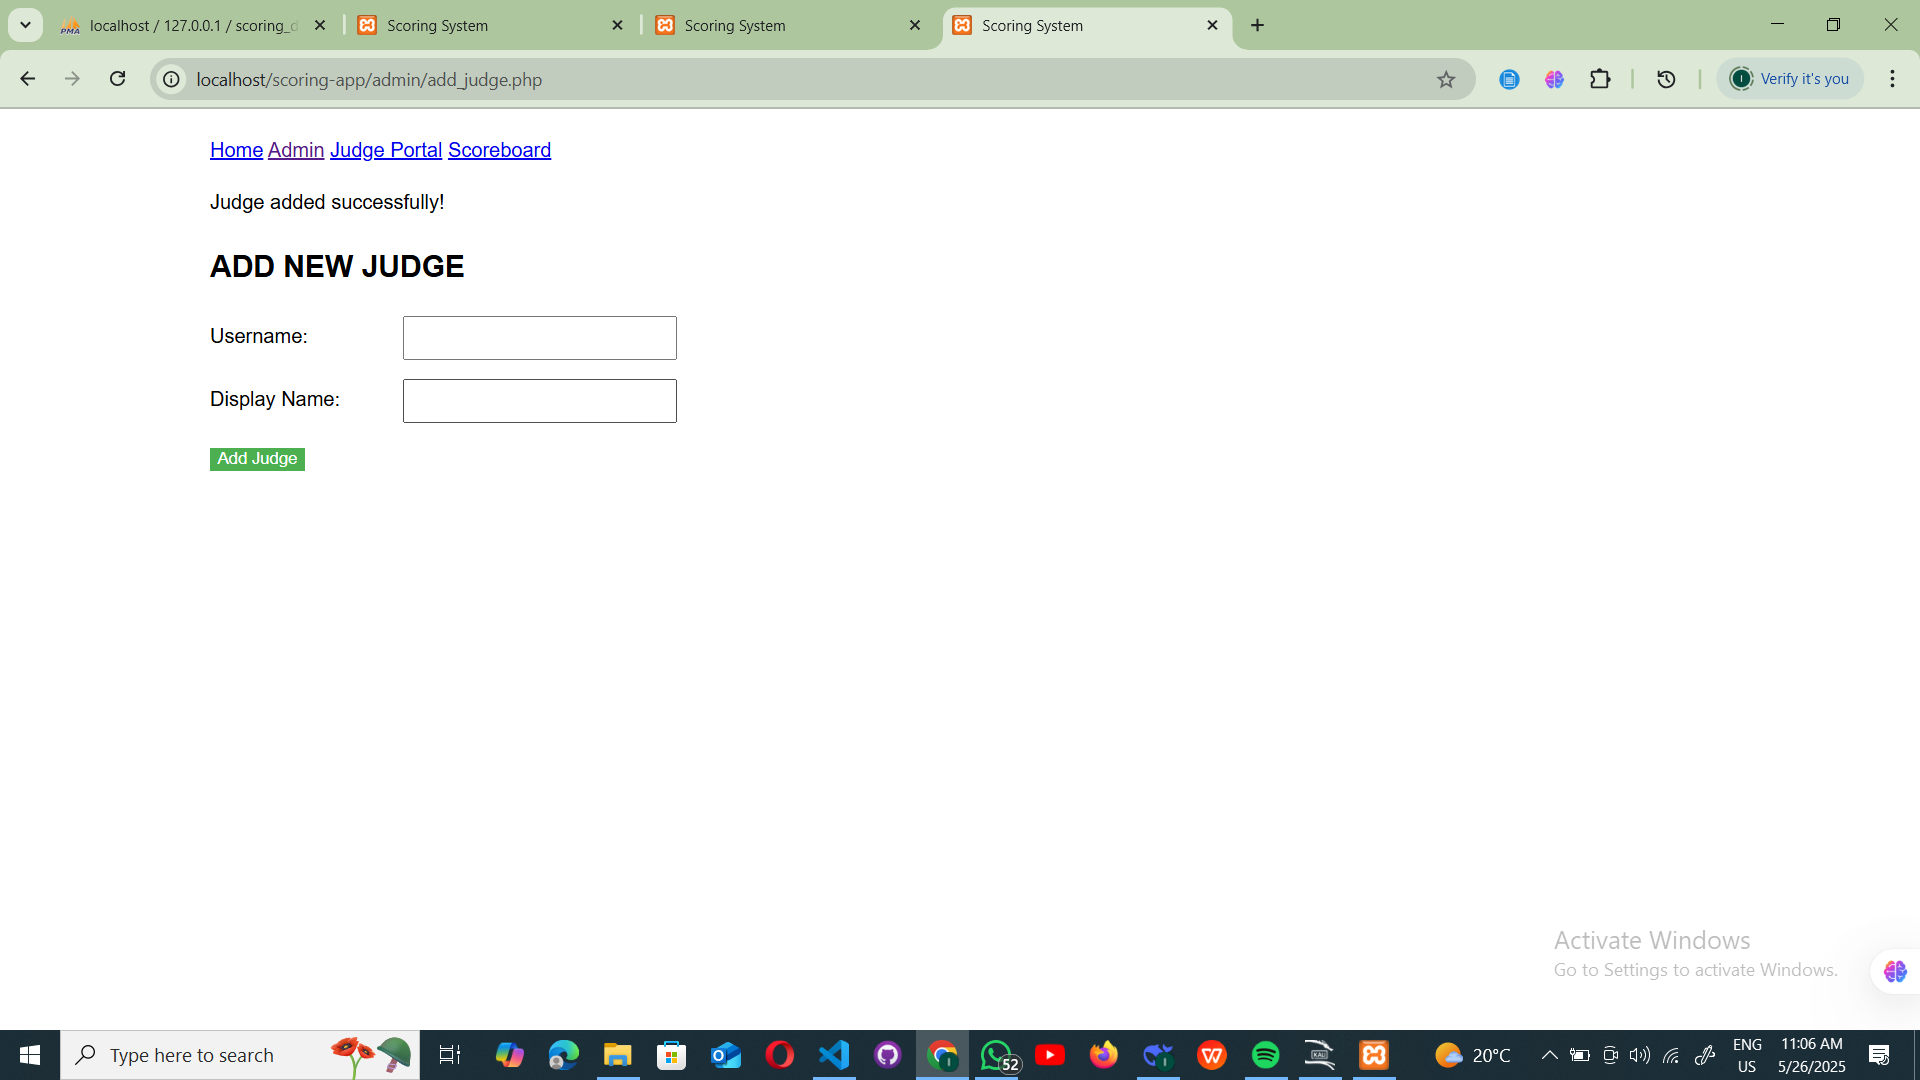 localhost / 127.0.0.1 / scoring_d
Scoring System
Scoring System
Scoring System
localhost/scoring-app/admin/add_judge.php
Verify it's you
Home Admin Judge Portal Scoreboard
Judge added successfully!
ADD NEW JUDGE
Username:
Display Name:
Add Judge
Activate Windows
Go to Settings to activate Windows.
Type here to search
52
20°C
ENG
US
11:06 AM
5/26/2025